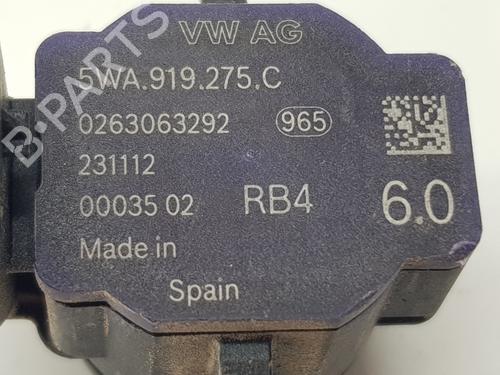 VW AG
5WA.919.275.C
0263063292 965
231112
00035 02 RB4 6.0
Made in
Spain
B-PARTS